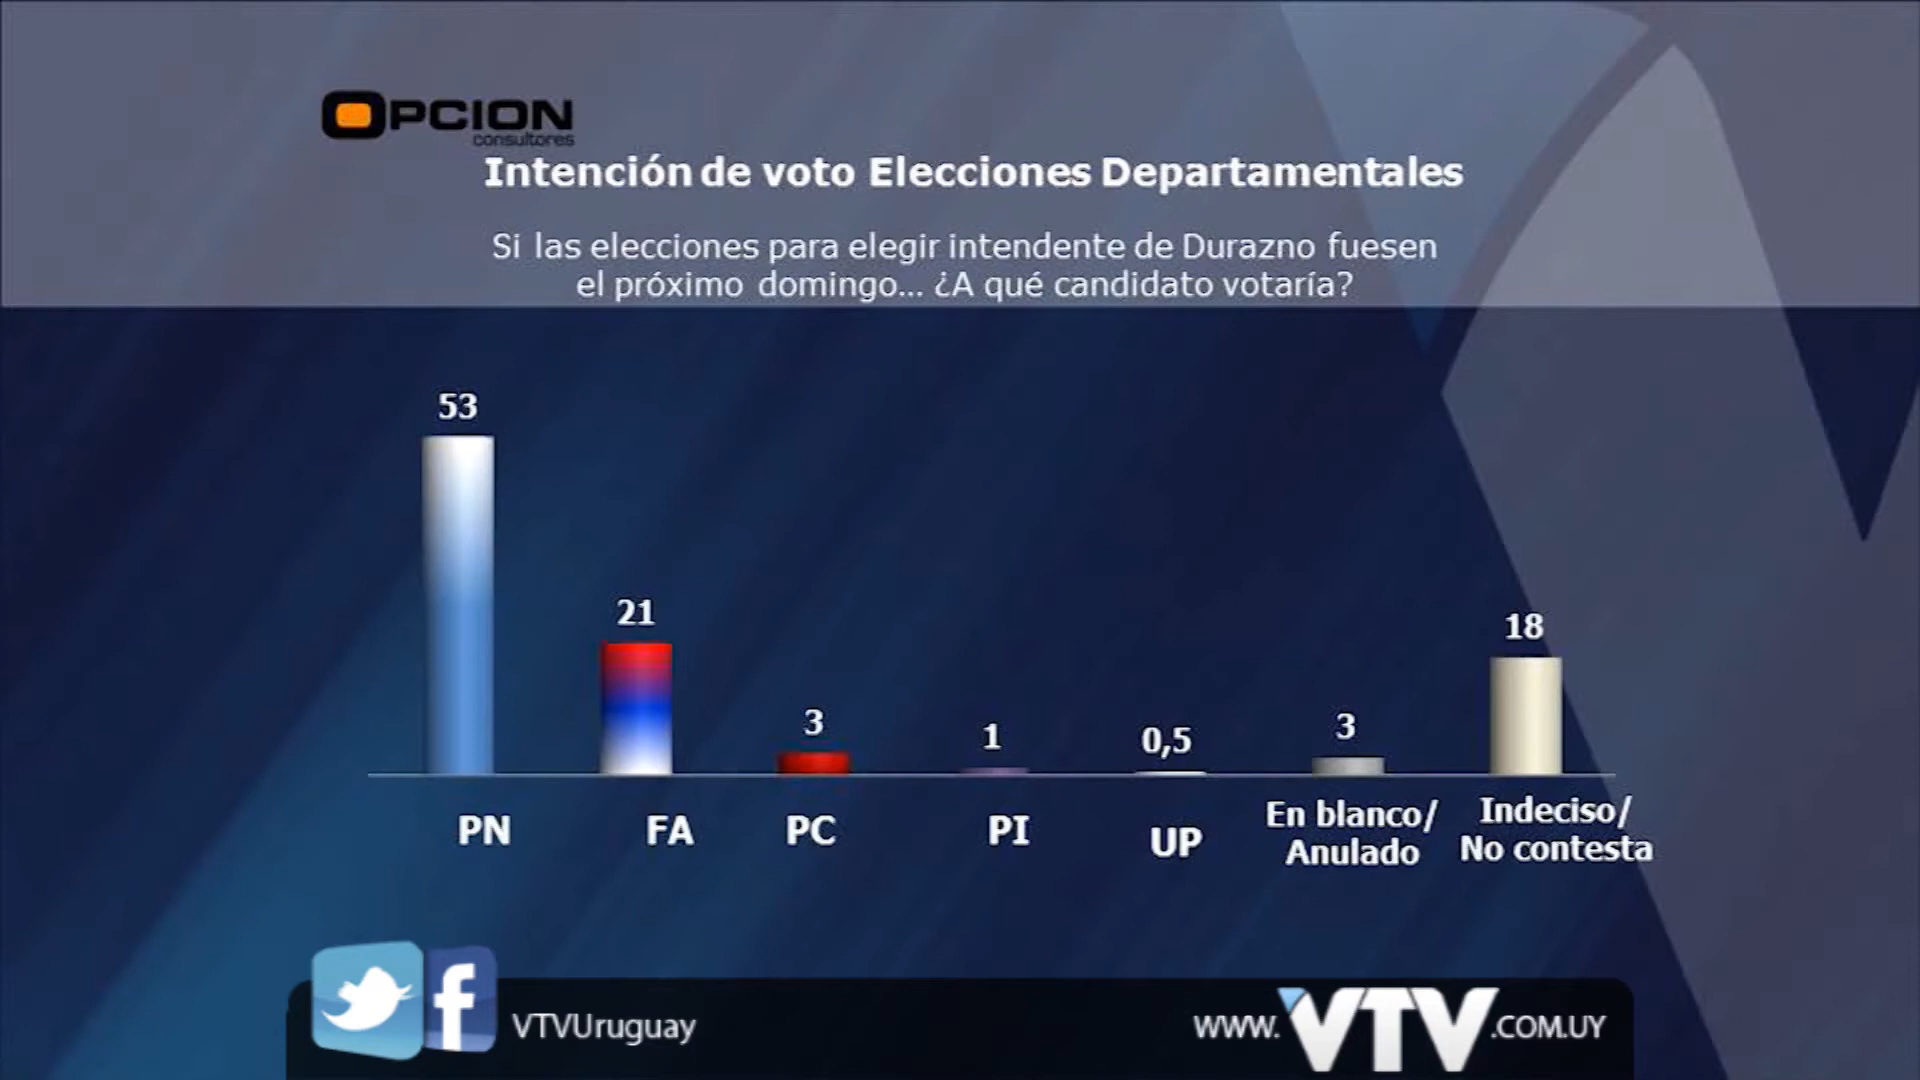 OPCION
consultores
Intención de voto Elecciones Departamentales
Si las elecciones para elegir intendente de Durazno fuesen
el próximo domingo... ¿A qué candidato votaría?
53
21
3
1
0,5
3
18
PN
FA
PC
PI
UP
En blanco/
Anulado
Indeciso/
No contesta
VTVUruguay
www.VTV.COM.UY